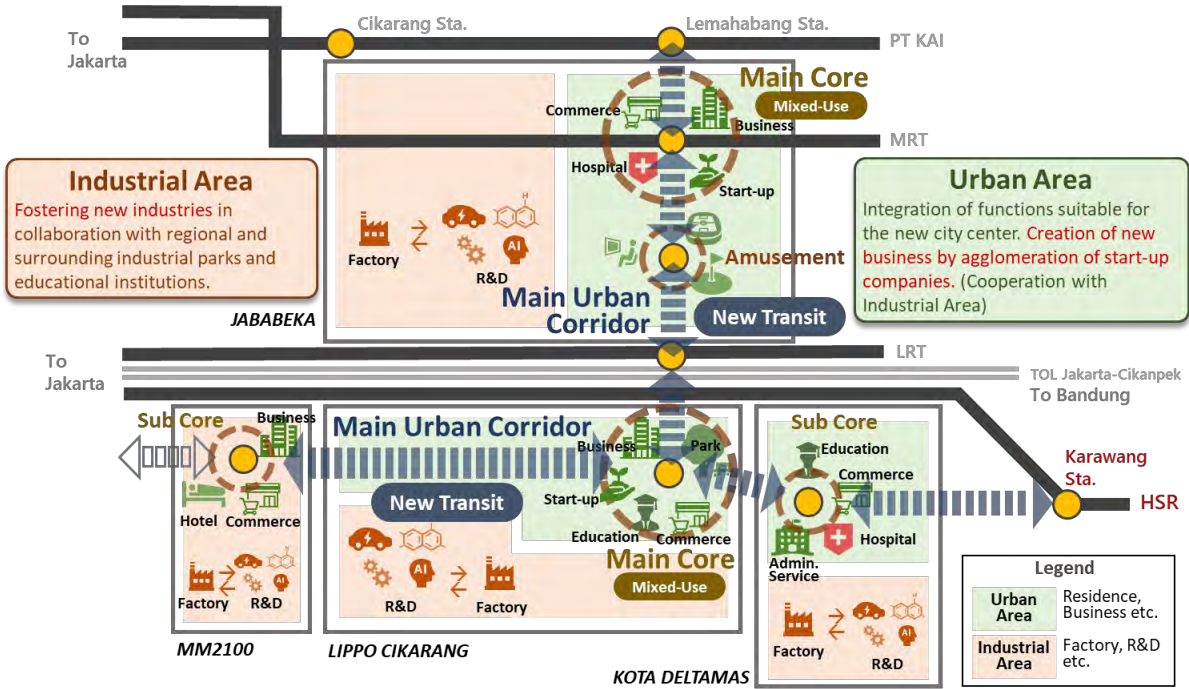 Cikarang Sta.
Lemahabang Sta.
To
Jakarta
PT KAI
Main Core
Mixed-Use
Commerce
Business
MRT
Hospital
Start-up
Industrial Area
Fostering new industries in
collaboration with regional and
surrounding industrial parks and
educational institutions.
Urban Area
Integration of functions suitable for
the new city center. Creation of new
business by agglomeration of start-up
companies. (Cooperation with
Industrial Area)
AI
Factory
R&D
H
Amusement
Main Urban
Corridor
New Transit
JABABEKA
To
Jakarta
LRT
TOL Jakarta-Cikanpek
To Bandung
Sub Core
Business
Hotel
Commerce
AI
Factory
R&D
MM2100
Main Urban Corridor
New Transit
Business
Park
Start-up
Education
Commerce
Main Core
Mixed-Use
AI
R&D
Factory
LIPPO CIKARANG
Sub Core
Education
Commerce
Hospital
Admin.
Service
AI
Factory
R&D
KOTA DELTAMAS
Karawang
Sta.
HSR
Legend
Urban
Area
Residence,
Business etc.
Industrial
Area
Factory, R&D
etc.